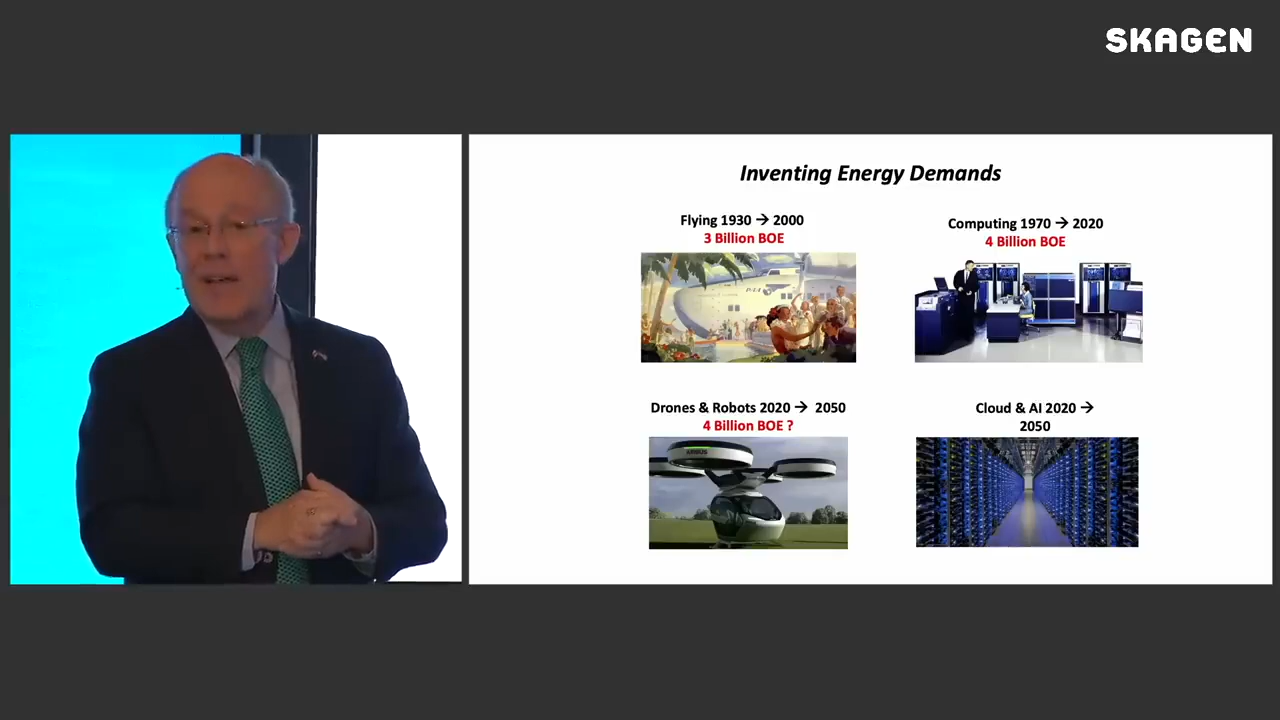 SKAGEN
Inventing Energy Demands
Flying 1930 → 2000
3 Billion BOE
Computing 1970 → 2020
4 Billion BOE
Drones & Robots 2020 → 2050
4 Billion BOE ?
Cloud & AI 2020 →
2050